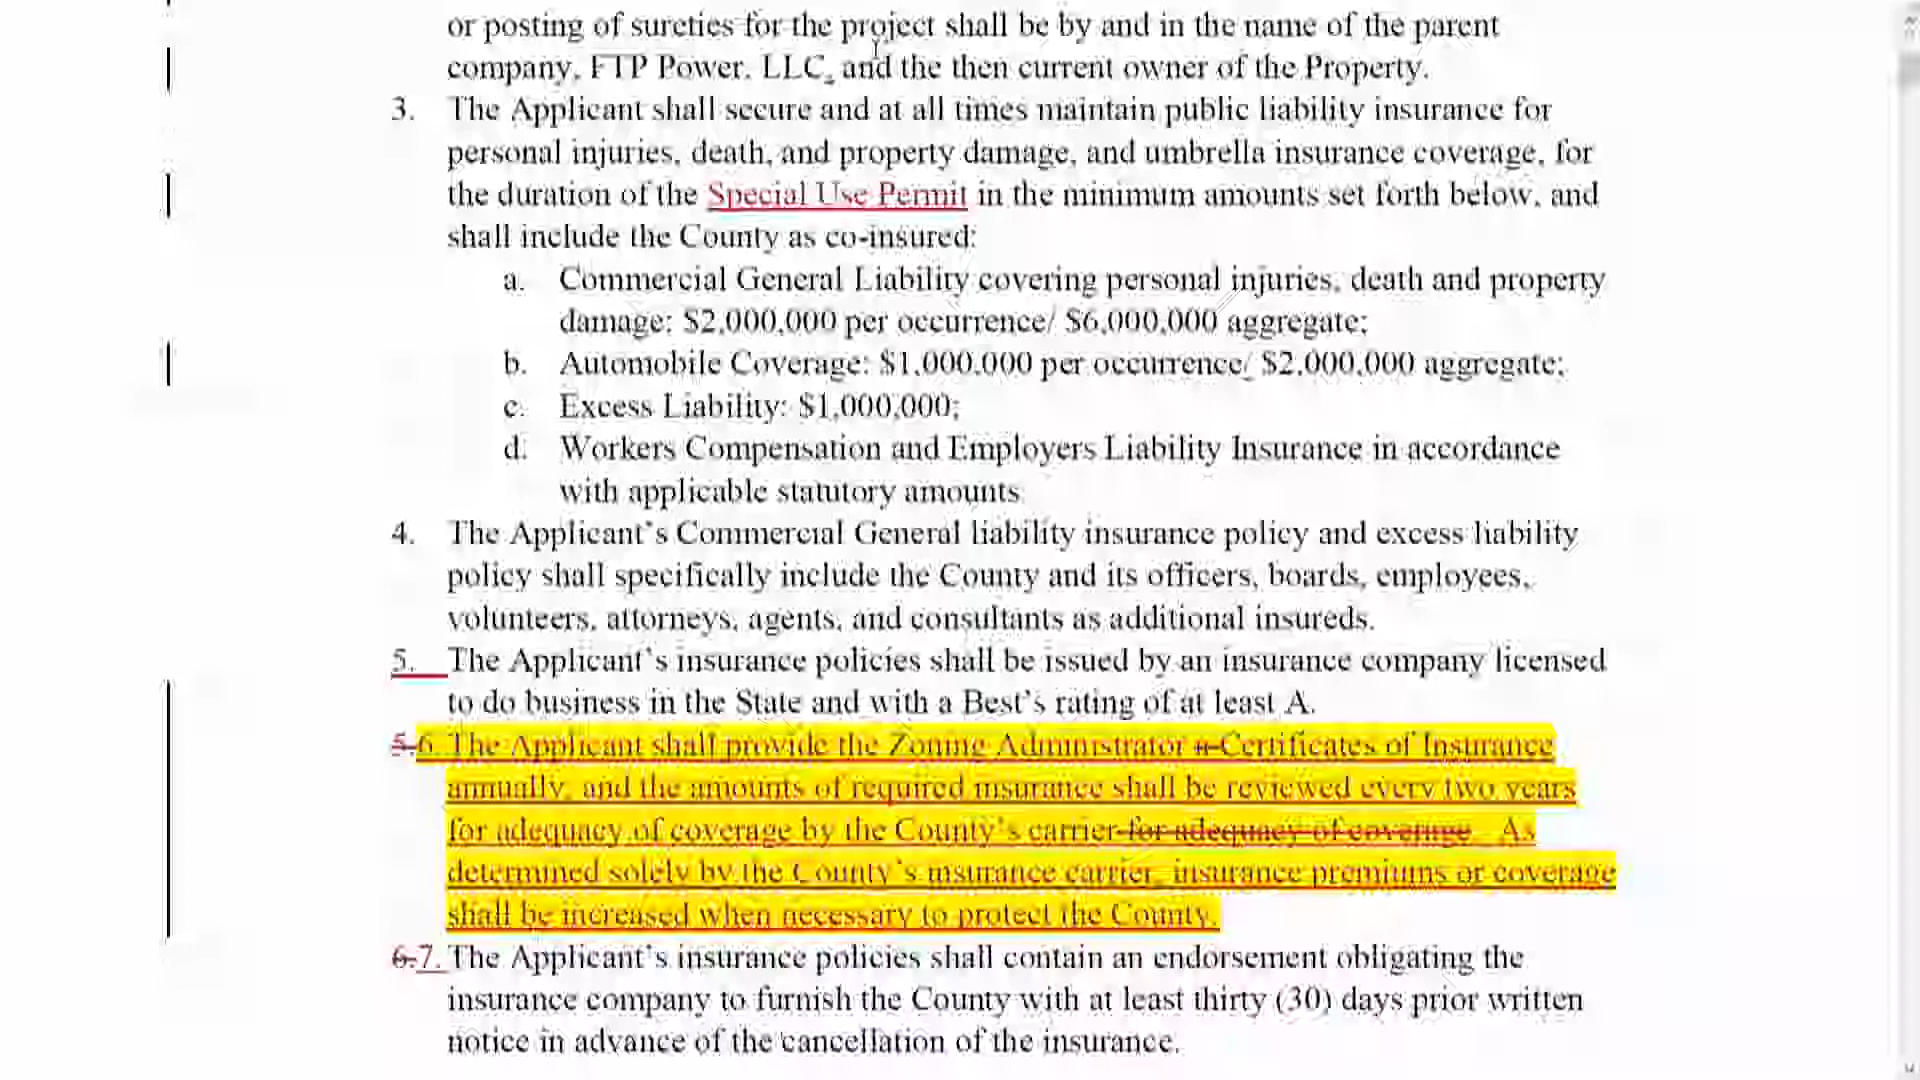 or posting of sureties for the project shall be by and in the name of the parent
company, FTP Power, LLC, and the then current owner of the Property.
3. The Applicant shall secure and at all times maintain public liability insurance for
personal injuries, death, and property damage, and umbrella insurance coverage, for
the duration of the Special Use Permit in the minimum amounts set forth below, and
shall include the County as co-insured:
a. Commercial General Liability covering personal injuries, death and property
damage: $2,000,000 per occurrence/ $6,000,000 aggregate;
b. Automobile Coverage: $1,000,000 per occurrence/ $2,000,000 aggregate;
c. Excess Liability: $1,000,000;
d. Workers Compensation and Employers Liability Insurance in accordance
with applicable statutory amounts
4. The Applicant's Commercial General liability insurance policy and excess liability
policy shall specifically include the County and its officers, boards, employees,
volunteers, attorneys, agents, and consultants as additional insureds.
5. The Applicant's insurance policies shall be issued by an insurance company licensed
to do business in the State and with a Best's rating of at least A.
5.6. The Applicant shall provide the Zoning Administrator a Certificates of Insurance
annually, and the amounts of required insurance shall be reviewed every two years
for adequacy of coverage by the County's carrier for adequacy of coverage. As
determined solely by the County's insurance carrier, insurance premiums or coverage
shall be increased when necessary to protect the County.
6.7. The Applicant's insurance policies shall contain an endorsement obligating the
insurance company to furnish the County with at least thirty (30) days prior written
notice in advance of the cancellation of the insurance.